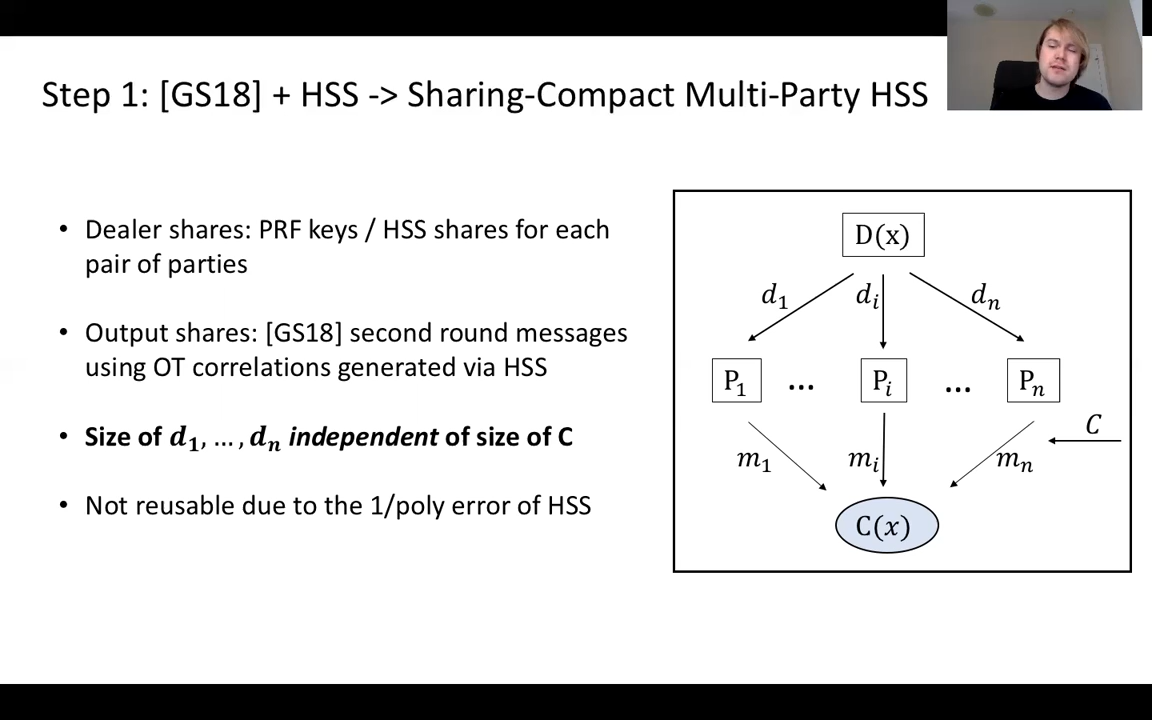 Step 1: [GS18] + HSS -> Sharing-Compact Multi-Party HSS
• Dealer shares: PRF keys / HSS shares for each
pair of parties
• Output shares: [GS18] second round messages
using OT correlations generated via HSS
• Size of d₁, … , dₙ independent of size of C
• Not reusable due to the 1/poly error of HSS
D(x)
d₁ dᵢ dₙ
P₁ … Pᵢ … Pₙ
C
m₁ mᵢ mₙ
C(x)